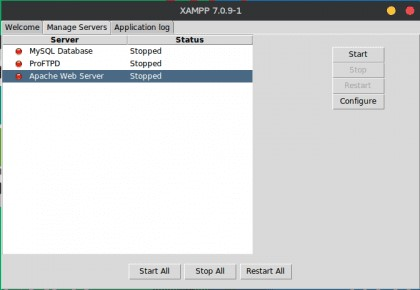 XAMPP 7.0.9-1
Welcome Manage Servers Application log
Server Status
MySQL Database Stopped
ProFTPD Stopped
Apache Web Server Stopped
Start
Stop
Restart
Configure
Start All Stop All Restart All